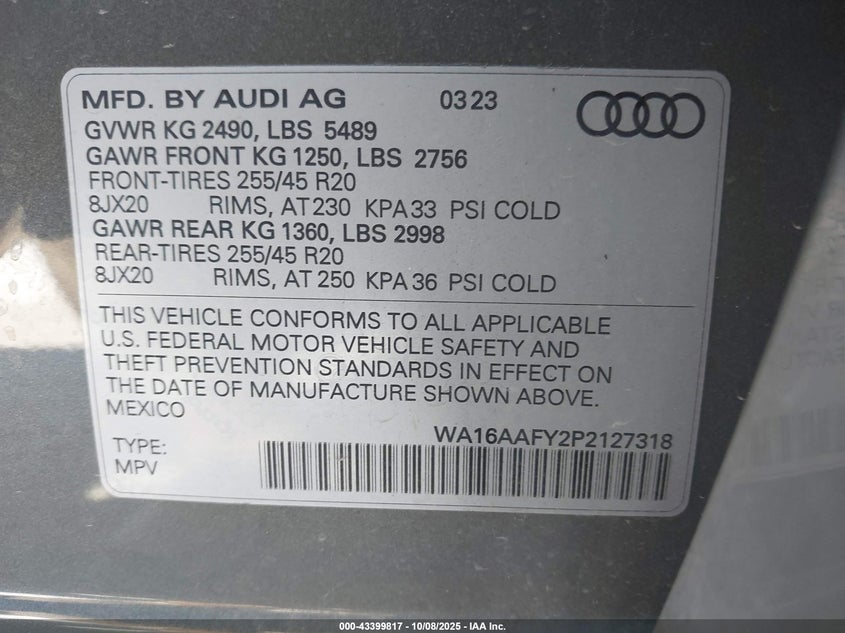 MFD. BY AUDI AG 03 23
GVWR KG 2490, LBS 5489
GAWR FRONT KG 1250, LBS 2756
FRONT-TIRES 255/45 R20
8JX20 RIMS, AT 230 KPA 33 PSI COLD
GAWR REAR KG 1360, LBS 2998
REAR-TIRES 255/45 R20
8JX20 RIMS, AT 250 KPA 36 PSI COLD
THIS VEHICLE CONFORMS TO ALL APPLICABLE
U.S. FEDERAL MOTOR VEHICLE SAFETY AND
THEFT PREVENTION STANDARDS IN EFFECT ON
THE DATE OF MANUFACTURE SHOWN ABOVE.
MEXICO
WA16AAFY2P2127318
TYPE:
MPV
000-43399817 - 10/08/2025 - IAA Inc.